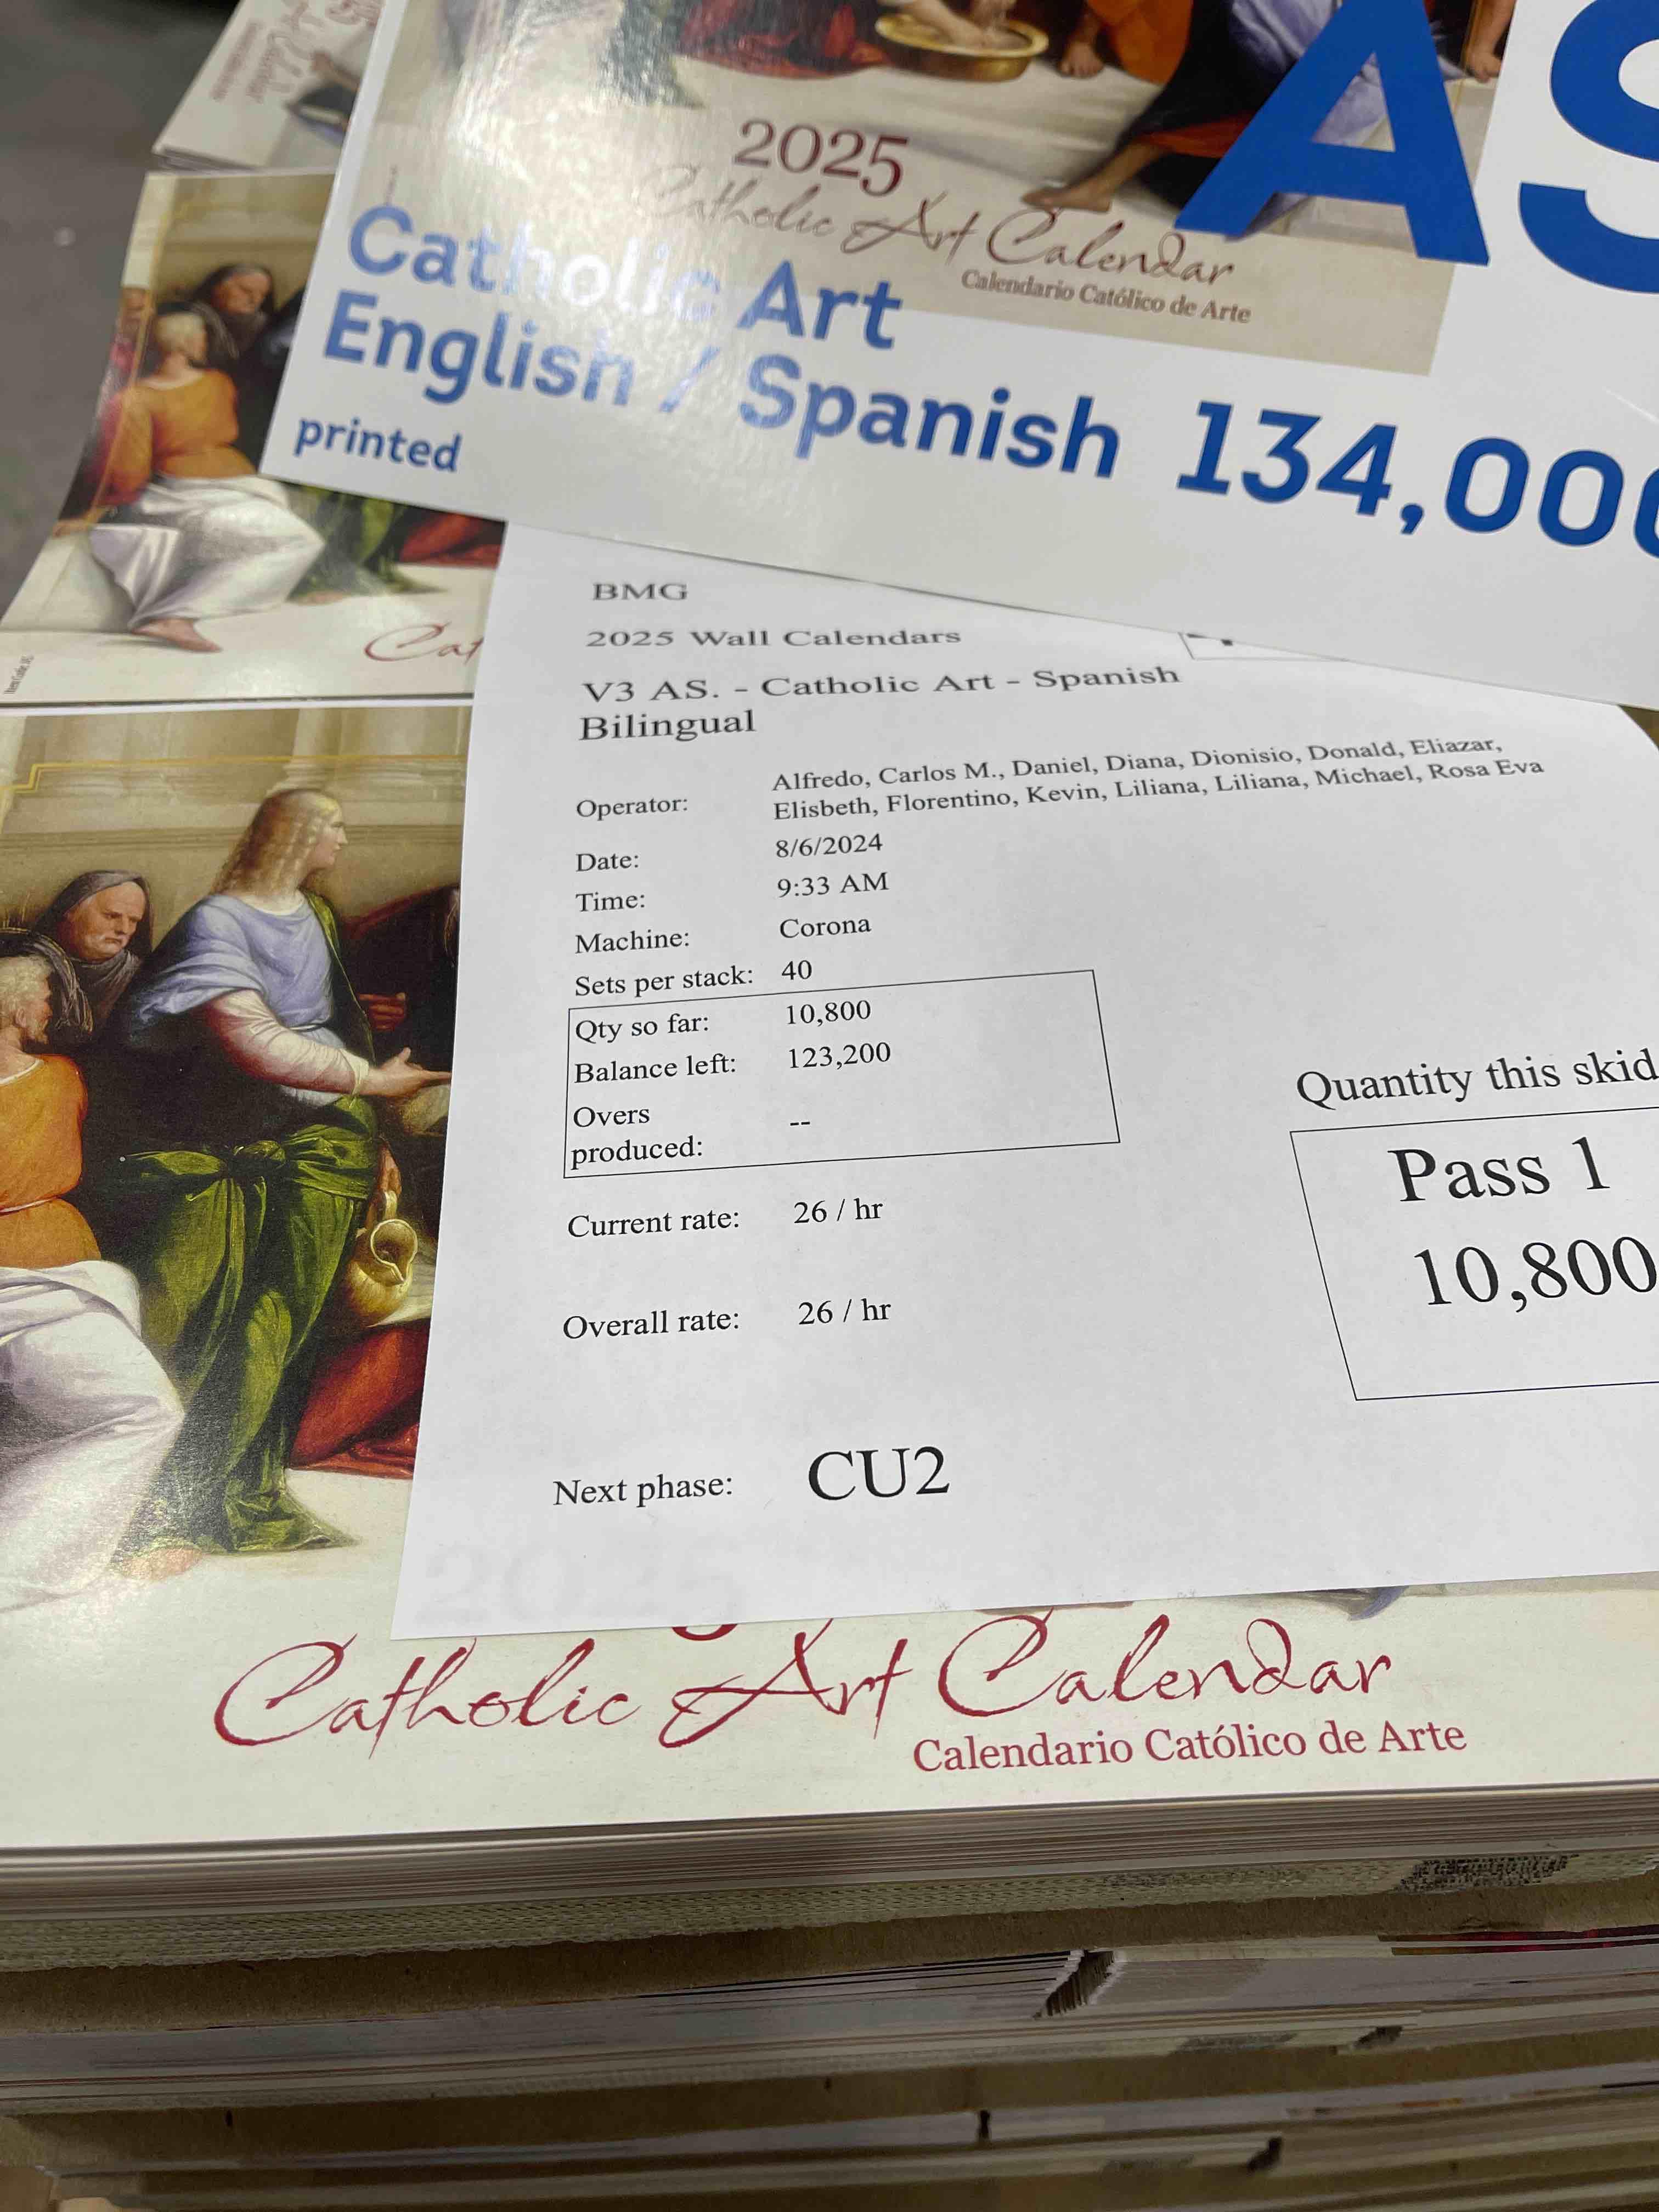 AS
2025
Catholic Art Calendar
Calendario Católico de Arte
Catholic Art
English / Spanish 134,000
printed
Cat
BMG
2025 Wall Calendars
V3 AS. - Catholic Art - Spanish
Bilingual
Operator: Alfredo, Carlos M., Daniel, Diana, Dionisio, Donald, Eliazar,
Elisbeth, Florentino, Kevin, Liliana, Liliana, Michael, Rosa Eva
Date: 8/6/2024
Time: 9:33 AM
Machine: Corona
Sets per stack: 40
Qty so far: 10,800
Balance left: 123,200
Overs
produced: --
Quantity this skid
Pass 1
10,800
Current rate: 26 / hr
Overall rate: 26 / hr
Next phase: CU2
Catholic Art Calendar
Calendario Católico de Arte